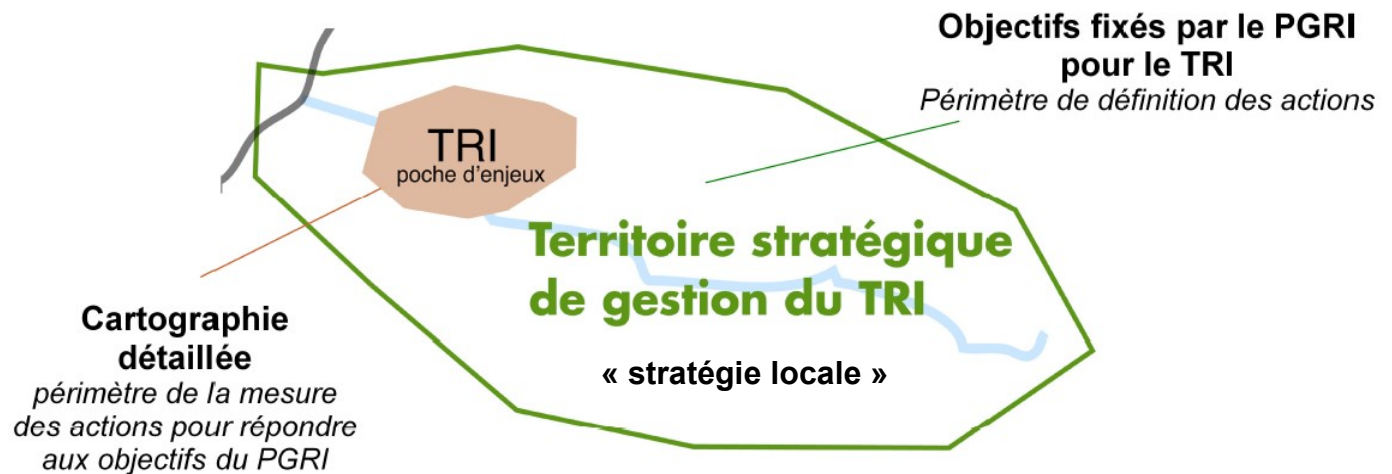 Objectifs fixés par le PGRI
pour le TRI
Périmètre de définition des actions
TRI
poche d'enjeux
Territoire stratégique
de gestion du TRI
« stratégie locale »
Cartographie
détaillée
périmètre de la mesure
des actions pour répondre
aux objectifs du PGRI